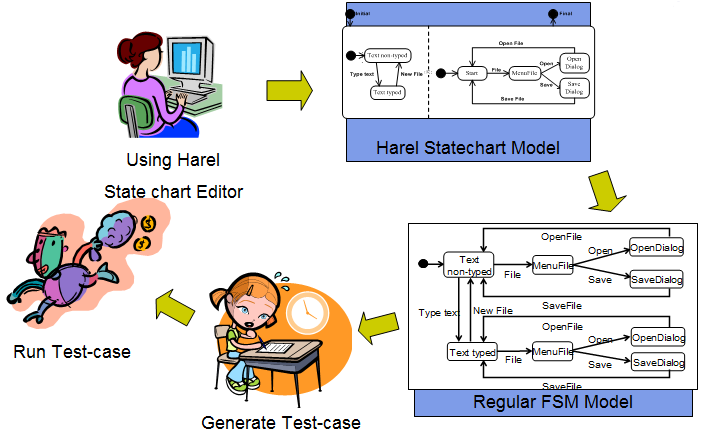 Initial
Final
Open File
Text non-typed
Type text
New File
Text typed
Start
File
MenuFile
Open
Save
Open
Dialog
Save
Dialog
Save File
Harel Statechart Model
Using Harel
State chart Editor
OpenFile
Text
non-typed
File
MenuFile
Open
Save
OpenDialog
SaveDialog
SaveFile
Type text
New File
OpenFile
Text typed
File
MenuFile
Open
Save
OpenDialog
SaveDialog
SaveFile
Regular FSM Model
Generate Test-case
Run Test-case